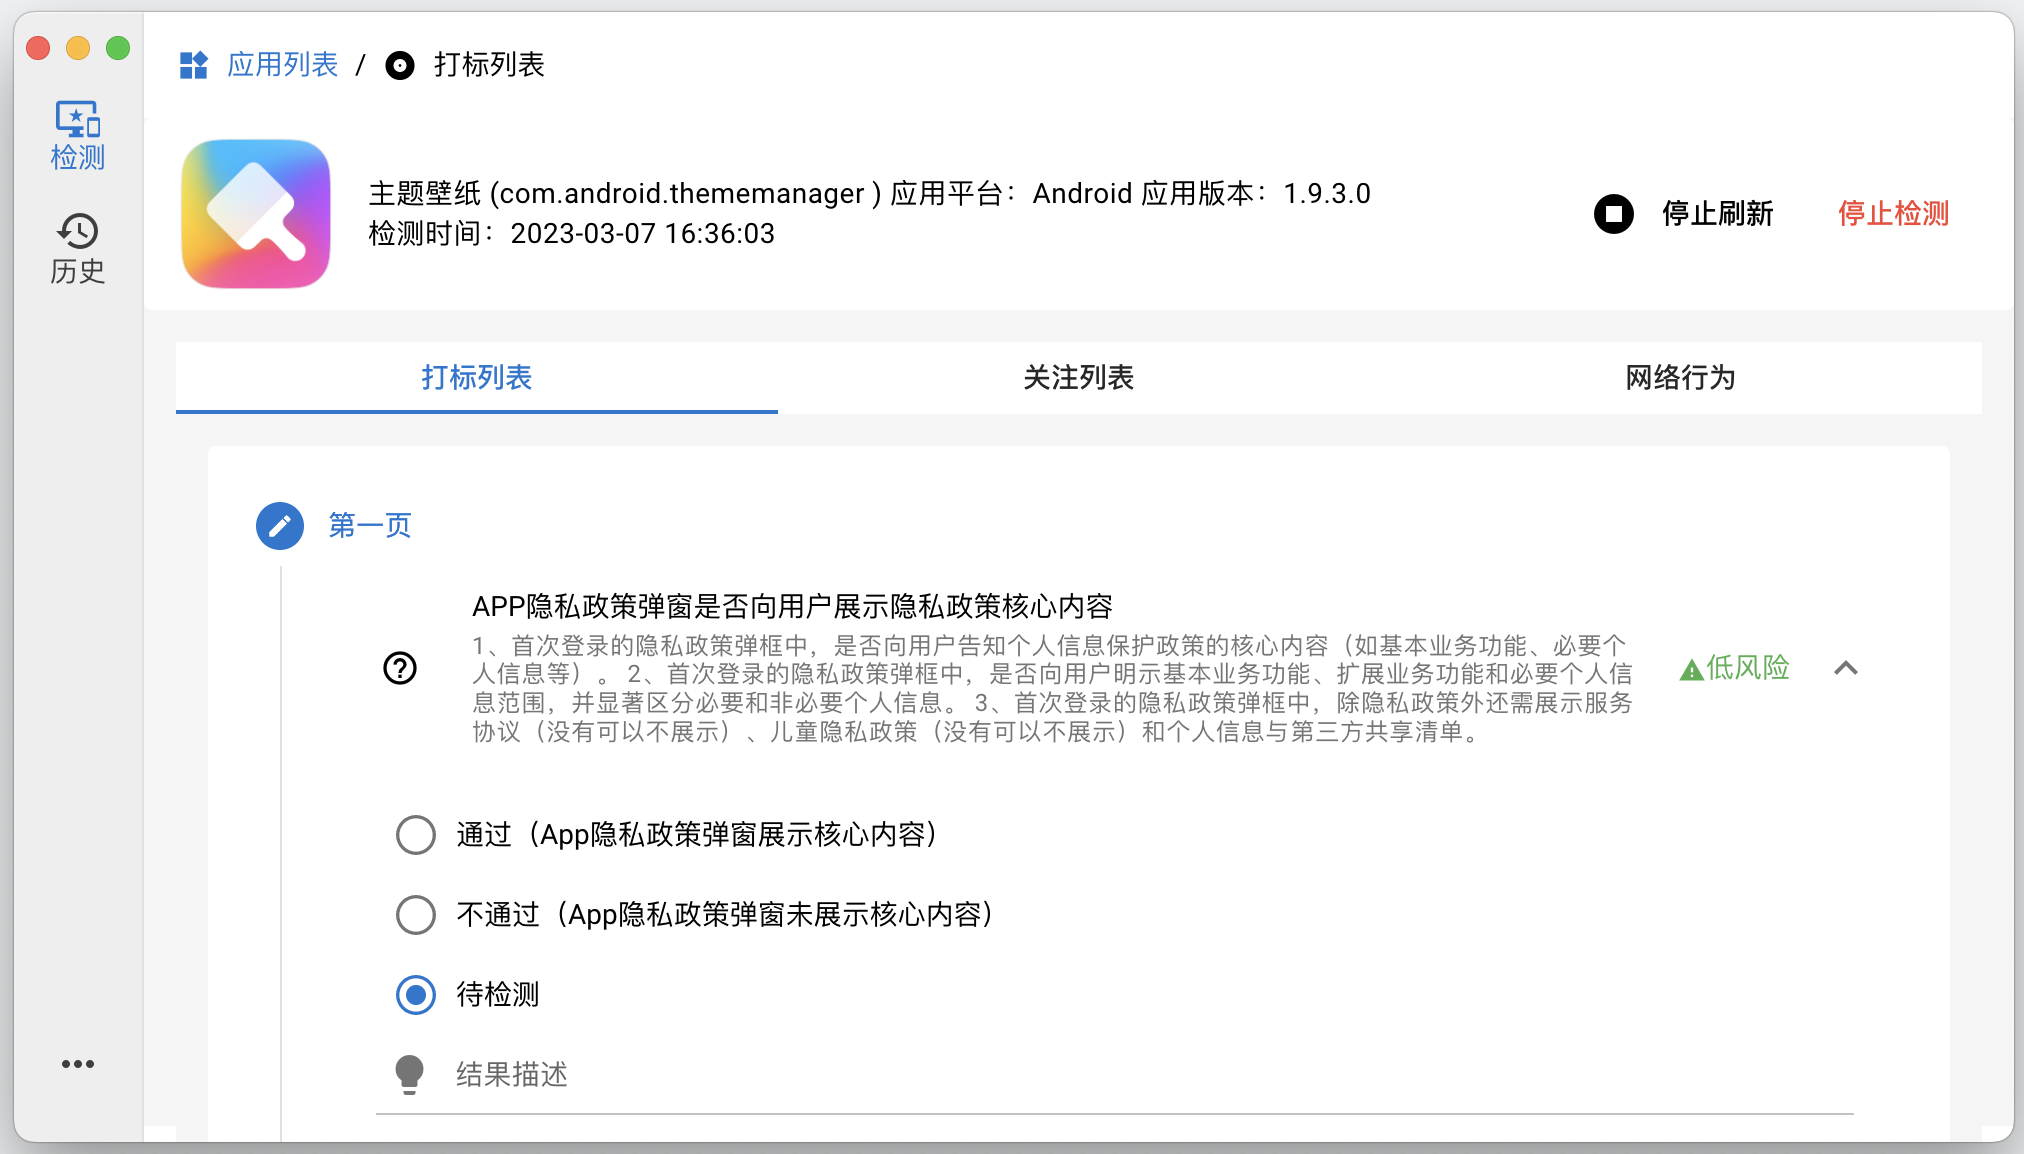 应用列表 / 打标列表
检测
历史
主题壁纸 (com.android.thememanager ) 应用平台：Android 应用版本：1.9.3.0
检测时间：2023-03-07 16:36:03
停止刷新
停止检测
打标列表
关注列表
网络行为
第一页
APP隐私政策弹窗是否向用户展示隐私政策核心内容
1、首次登录的隐私政策弹框中，是否向用户告知个人信息保护政策的核心内容（如基本业务功能、必要个
人信息等）。 2、首次登录的隐私政策弹框中，是否向用户明示基本业务功能、扩展业务功能和必要个人信
息范围，并显著区分必要和非必要个人信息。 3、首次登录的隐私政策弹框中，除隐私政策外还需展示服务
协议（没有可以不展示）、儿童隐私政策（没有可以不展示）和个人信息与第三方共享清单。
低风险
通过（App隐私政策弹窗展示核心内容）
不通过（App隐私政策弹窗未展示核心内容）
待检测
结果描述